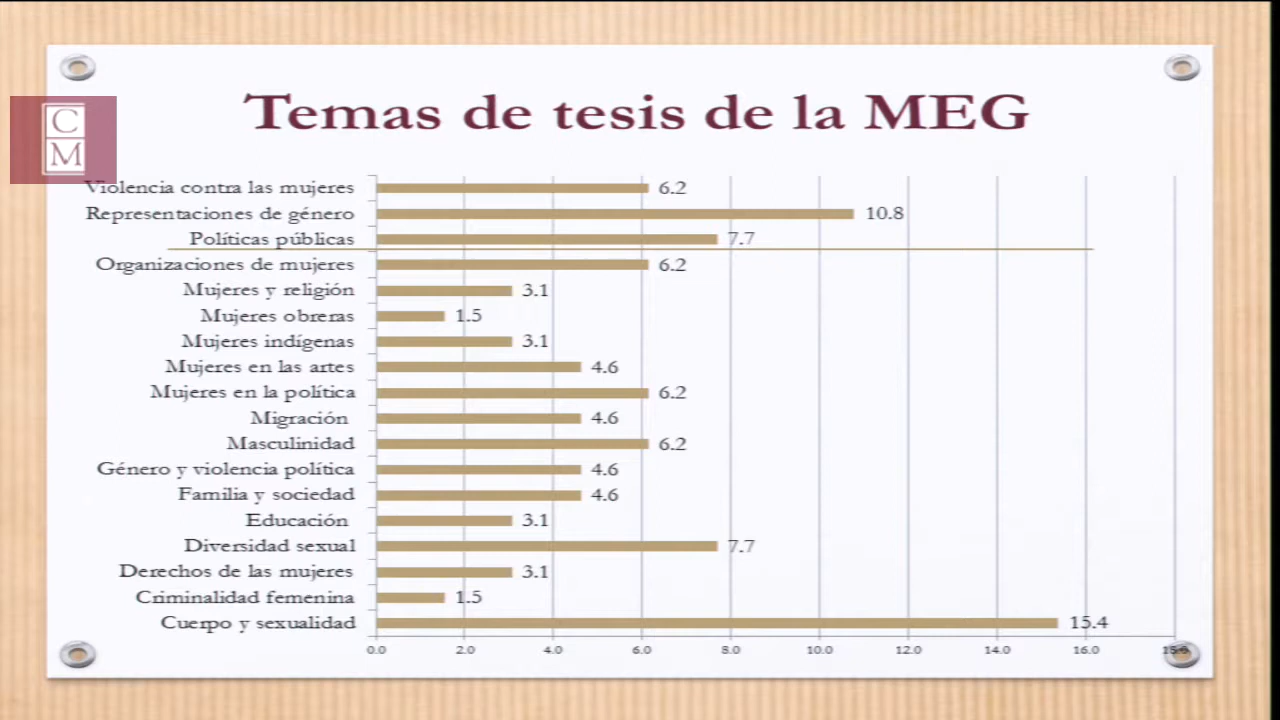 Temas de tesis de la MEG
C
M
Violencia contra las mujeres 6.2
Representaciones de género 10.8
Políticas públicas 7.7
Organizaciones de mujeres 6.2
Mujeres y religión 3.1
Mujeres obreras 1.5
Mujeres indígenas 3.1
Mujeres en las artes 4.6
Mujeres en la política 6.2
Migración 4.6
Masculinidad 6.2
Género y violencia política 4.6
Familia y sociedad 4.6
Educación 3.1
Diversidad sexual 7.7
Derechos de las mujeres 3.1
Criminalidad femenina 1.5
Cuerpo y sexualidad 15.4
0.0 2.0 4.0 6.0 8.0 10.0 12.0 14.0 16.0